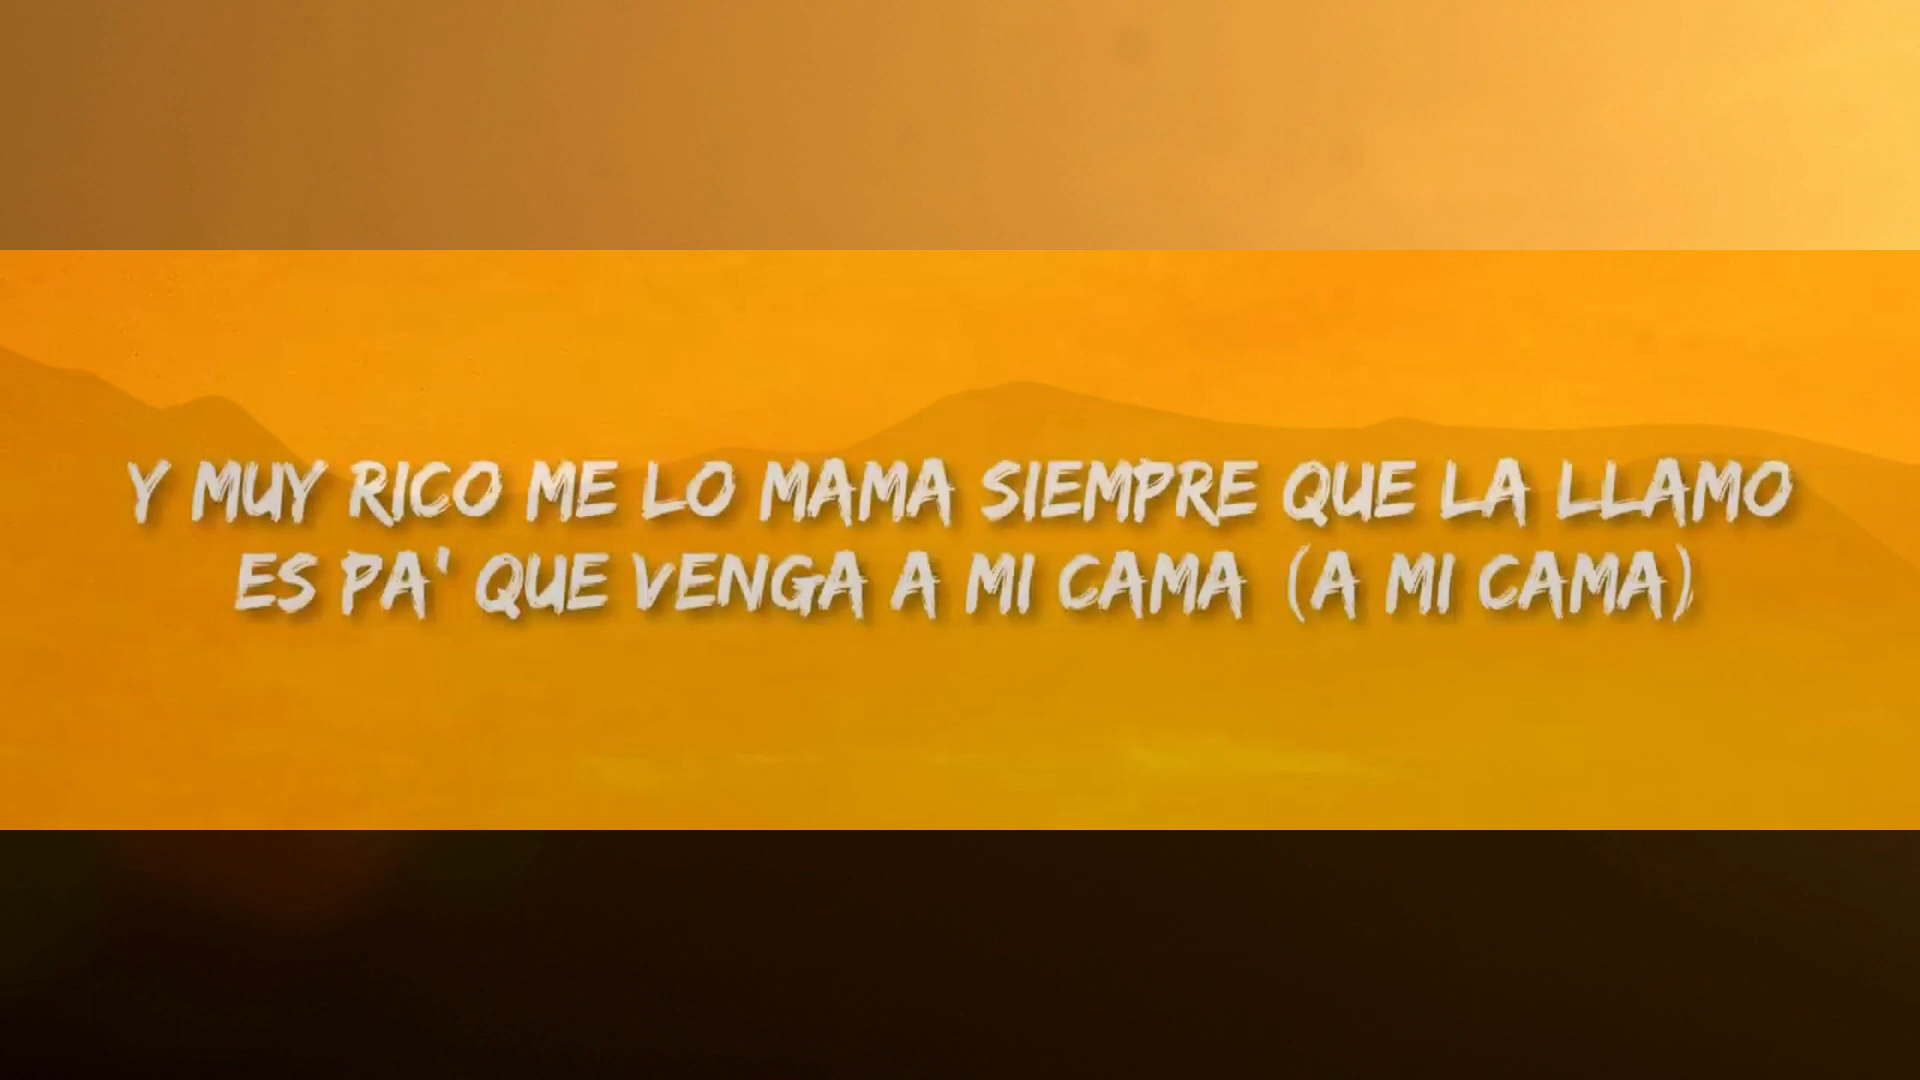 Y MUY RICO ME LO MAMA SIEMPRE QUE LA LLAMO
ES PA' QUE VENGA A MI CAMA (A MI CAMA)